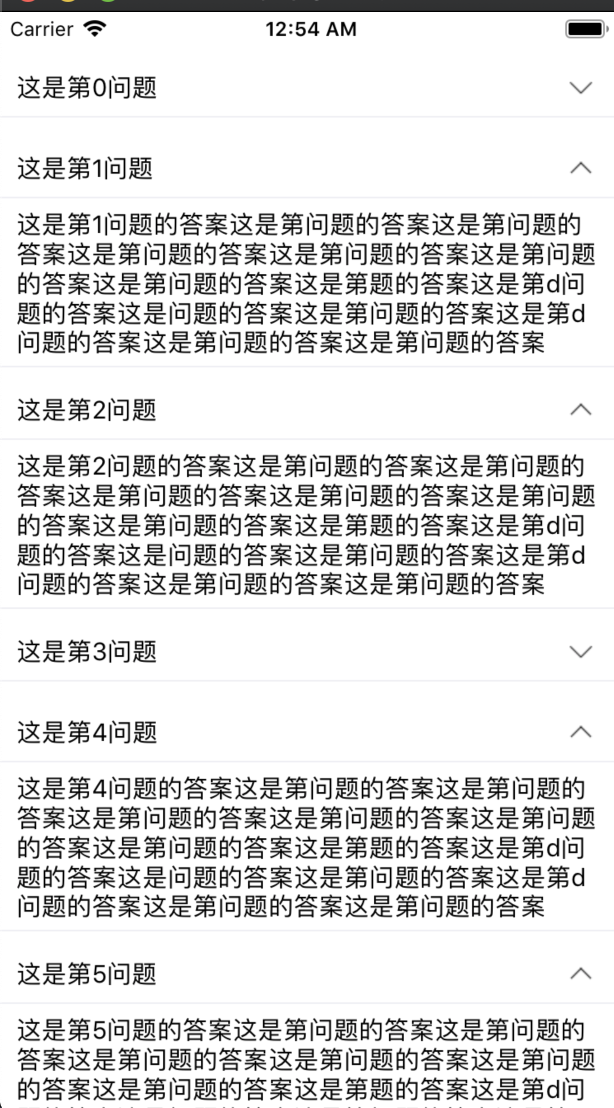 Carrier
12:54 AM
这是第0问题
这是第1问题
这是第1问题的答案这是第问题的答案这是第问题的
答案这是第问题的答案这是第问题的答案这是第问题
的答案这是第问题的答案这是第题的答案这是第d问
题的答案这是问题的答案这是第问题的答案这是第d
问题的答案这是第问题的答案这是第问题的答案
这是第2问题
这是第2问题的答案这是第问题的答案这是第问题的
答案这是第问题的答案这是第问题的答案这是第问题
的答案这是第问题的答案这是第题的答案这是第d问
题的答案这是问题的答案这是第问题的答案这是第d
问题的答案这是第问题的答案这是第问题的答案
这是第3问题
这是第4问题
这是第4问题的答案这是第问题的答案这是第问题的
答案这是第问题的答案这是第问题的答案这是第问题
的答案这是第问题的答案这是第题的答案这是第d问
题的答案这是问题的答案这是第问题的答案这是第d
问题的答案这是第问题的答案这是第问题的答案
这是第5问题
这是第5问题的答案这是第问题的答案这是第问题的
答案这是第问题的答案这是第问题的答案这是第问题
的答案这是第问题的答案这是第题的答案这是第d问